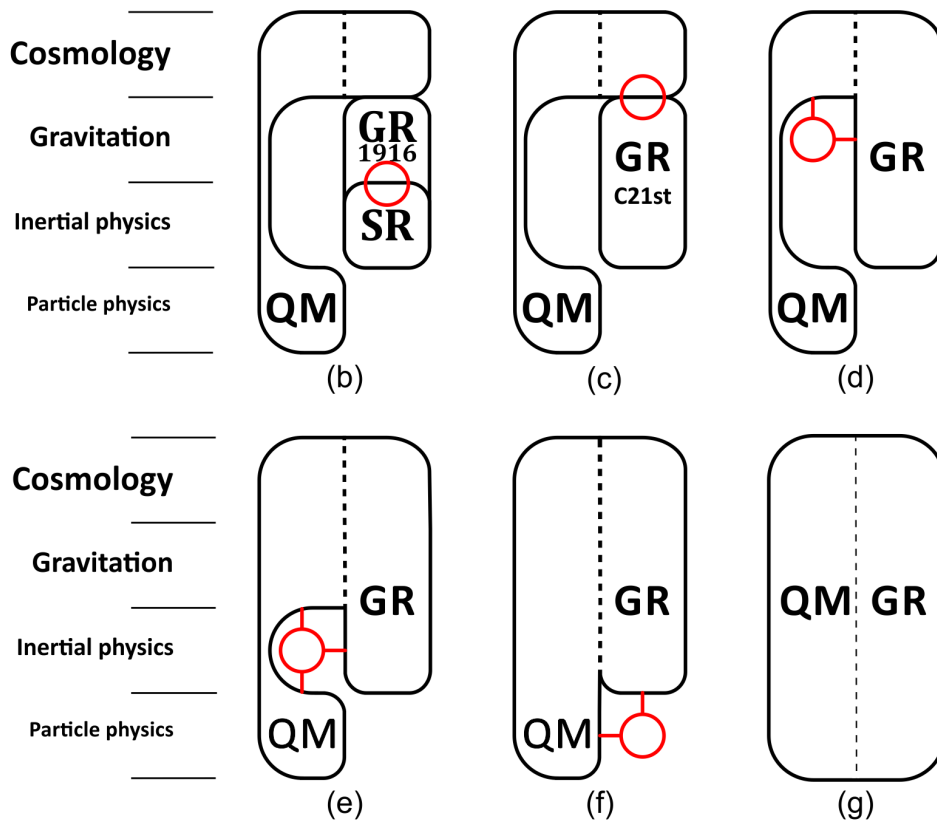 Cosmology
Gravitation
Inertial physics
Particle physics
GR
1916
SR
QM
(b)
GR
C21st
QM
(c)
GR
QM
(d)
Cosmology
Gravitation
Inertial physics
Particle physics
GR
QM
(e)
GR
QM
(f)
QM GR
(g)